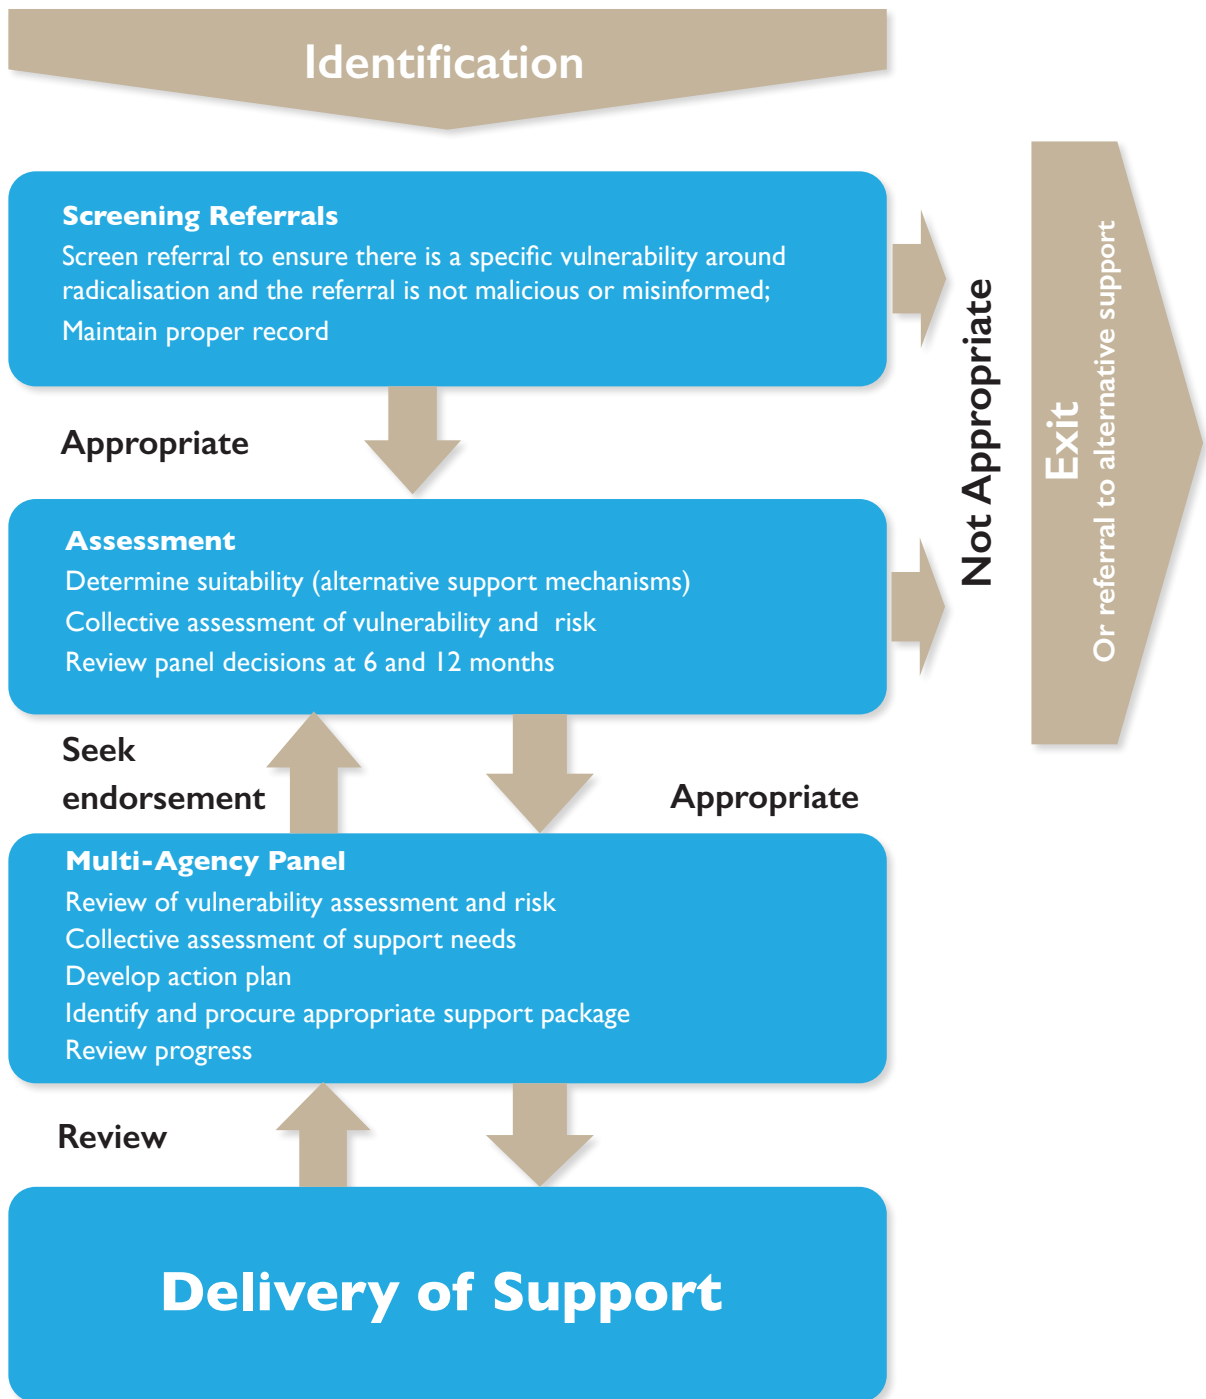 Identification
Screening Referrals
Screen referral to ensure there is a specific vulnerability around
radicalisation and the referral is not malicious or misinformed;
Maintain proper record
Appropriate
Not Appropriate
Exit
Or referral to alternative support
Assessment
Determine suitability (alternative support mechanisms)
Collective assessment of vulnerability and risk
Review panel decisions at 6 and 12 months
Seek
endorsement
Appropriate
Multi-Agency Panel
Review of vulnerability assessment and risk
Collective assessment of support needs
Develop action plan
Identify and procure appropriate support package
Review progress
Review
Delivery of Support